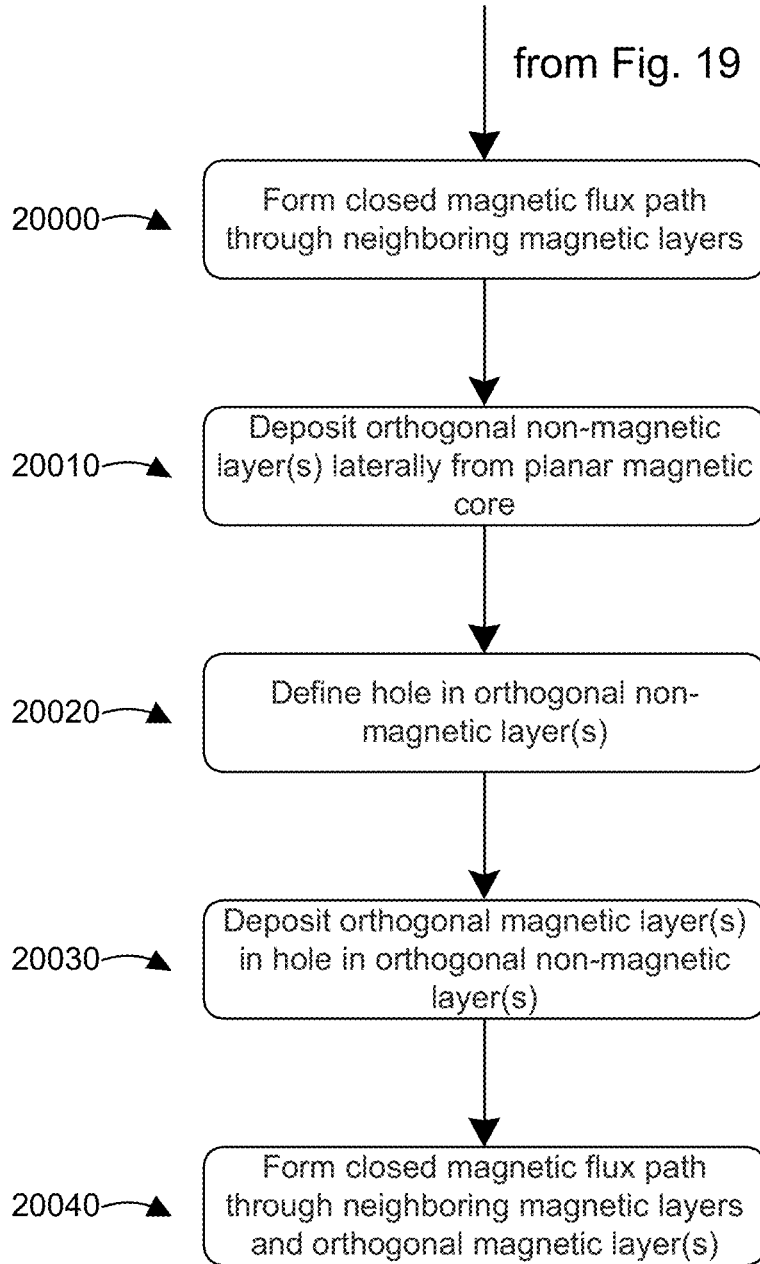 from Fig. 19
20000
Form closed magnetic flux path
through neighboring magnetic layers
20010
Deposit orthogonal non-magnetic
layer(s) laterally from planar magnetic
core
20020
Define hole in orthogonal non-
magnetic layer(s)
20030
Deposit orthogonal magnetic layer(s)
in hole in orthogonal non-magnetic
layer(s)
20040
Form closed magnetic flux path
through neighboring magnetic layers
and orthogonal magnetic layer(s)